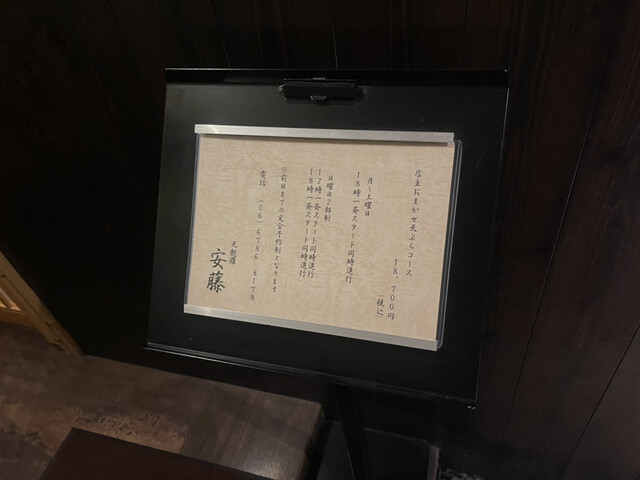 店主おまかせ天ぷらコース
18,700円
(税込)
月〜土曜日
18時一斉スタート同時進行
日曜日2部制
12時一斉スタート同時進行
18時一斉スタート同時進行
※前日までの完全予約制となります
電話 (06) 6786 8178
天麩羅
安藤